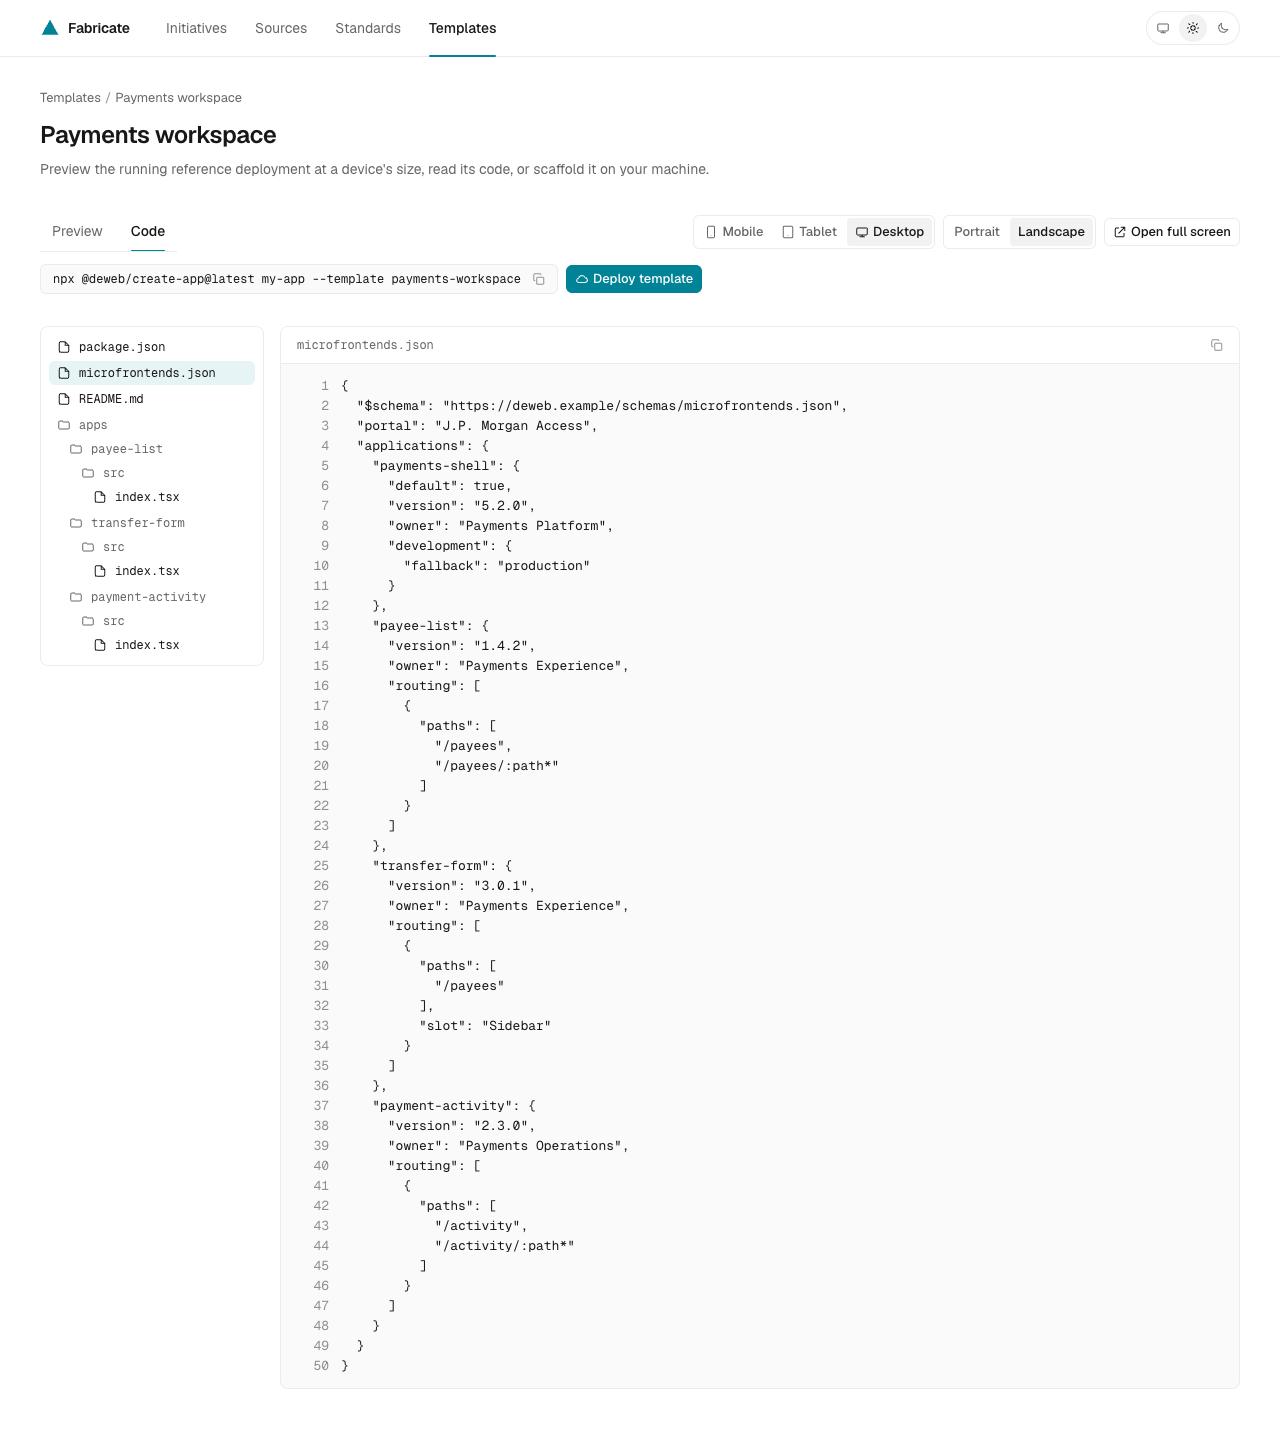 Fabricate
Initiatives
Sources
Standards
Templates
Templates / Payments workspace
Payments workspace
Preview the running reference deployment at a device's size, read its code, or scaffold it on your machine.
Preview
Code
Mobile
Tablet
Desktop
Portrait
Landscape
Open full screen
npx @deweb/create-app@latest my-app --template payments-workspace
Deploy template
package.json
microfrontends.json
README.md
apps
payee-list
src
index.tsx
transfer-form
src
index.tsx
payment-activity
src
index.tsx
microfrontends.json
1 {
2   "$schema": "https://deweb.example/schemas/microfrontends.json",
3   "portal": "J.P. Morgan Access",
4   "applications": {
5     "payments-shell": {
6       "default": true,
7       "version": "5.2.0",
8       "owner": "Payments Platform",
9       "development": {
10         "fallback": "production"
11       }
12     },
13     "payee-list": {
14       "version": "1.4.2",
15       "owner": "Payments Experience",
16       "routing": [
17         {
18           "paths": [
19             "/payees",
20             "/payees/:path*"
21           ]
22         }
23       ]
24     },
25     "transfer-form": {
26       "version": "3.0.1",
27       "owner": "Payments Experience",
28       "routing": [
29         {
30           "paths": [
31             "/payees"
32           ],
33           "slot": "Sidebar"
34         }
35       ]
36     },
37     "payment-activity": {
38       "version": "2.3.0",
39       "owner": "Payments Operations",
40       "routing": [
41         {
42           "paths": [
43             "/activity",
44             "/activity/:path*"
45           ]
46         }
47       ]
48     }
49   }
50 }